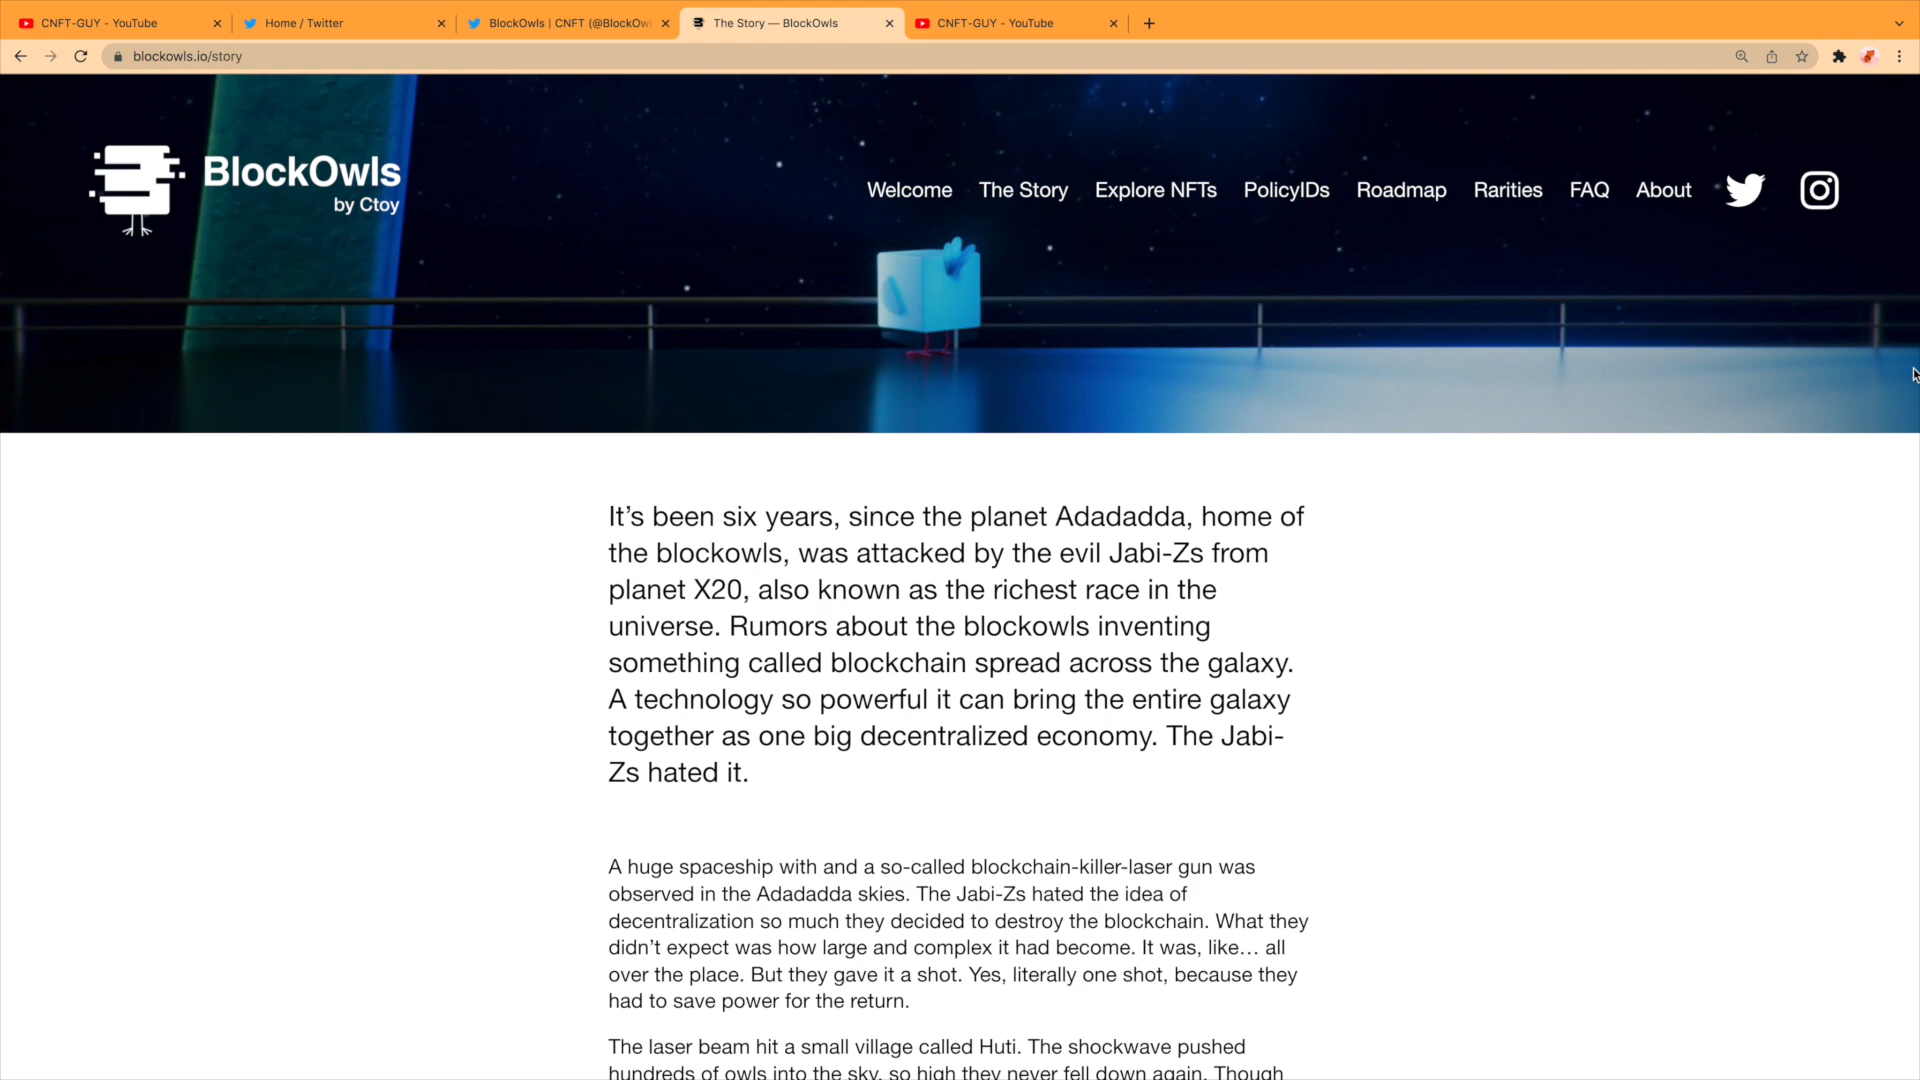 CNFT-GUY - YouTube
Home / Twitter
BlockOwls | CNFT (@BlockOw
The Story — BlockOwls
CNFT-GUY - YouTube
blockowls.io/story
BlockOwls
by Ctoy
Welcome
The Story
Explore NFTs
PolicyIDs
Roadmap
Rarities
FAQ
About
It’s been six years, since the planet Adadadda, home of
the blockowls, was attacked by the evil Jabi-Zs from
planet X20, also known as the richest race in the
universe. Rumors about the blockowls inventing
something called blockchain spread across the galaxy.
A technology so powerful it can bring the entire galaxy
together as one big decentralized economy. The Jabi-
Zs hated it.
A huge spaceship with and a so-called blockchain-killer-laser gun was
observed in the Adadadda skies. The Jabi-Zs hated the idea of
decentralization so much they decided to destroy the blockchain. What they
didn’t expect was how large and complex it had become. It was, like… all
over the place. But they gave it a shot. Yes, literally one shot, because they
had to save power for the return.
The laser beam hit a small village called Huti. The shockwave pushed
hundreds of owls into the sky, so high they never fell down again. Though